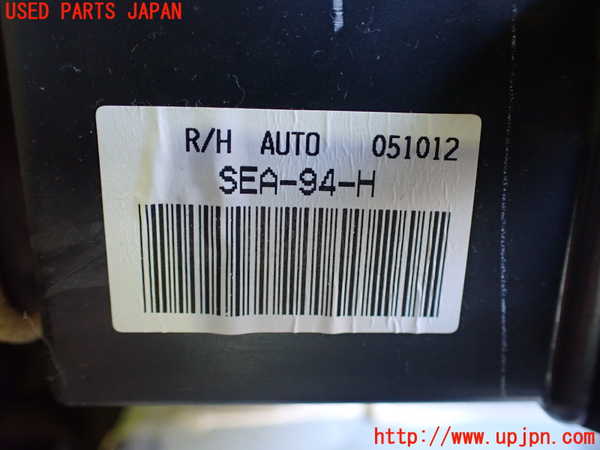 USED PARTS JAPAN
R/H AUTO 051012
SEA-94-H
http://www.upjpn.com/